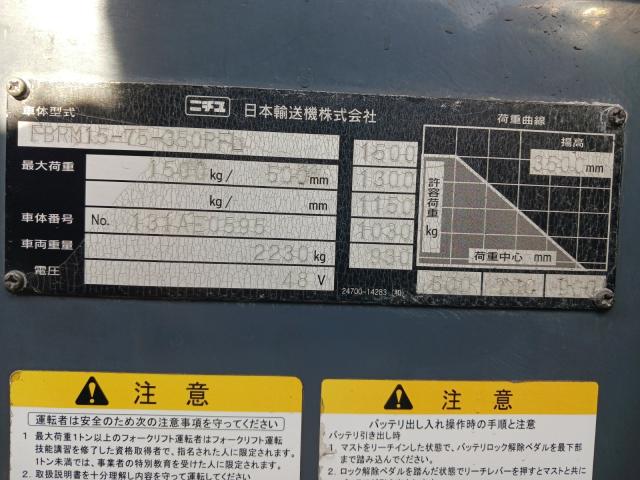 ニチユ 日本輸送機株式会社
車体型式
FBRM15-75-350PFL
最大荷重 1500 kg/ 500 mm
kg/ mm
車体番号 No. 131AE0595
車両重量 2230 kg
電圧 48 V
1500
1300
1150
1030
930
荷重曲線
揚高
3500 mm
許容荷重 kg
荷重中心 mm
500
24700-14283
注意
運転者は安全のため次の注意事項を守ってください
1 最大荷重1トン以上のフォークリフト運転者はフォークリフト運転
技能講習を修了した資格取得者で、指名された人に限定されます。
1トン未満では、事業者の特別教育を受けた人に限定されます。
2. 取扱説明書を十分理解し内容を守って運転してください
注意
バッテリ出し入れ操作時の手順と注意
バッテリ引き出し時
1. マストをリーチインした状態で、バッテリロック解除ペダルを最下部
まで踏み込んでください。
2. ロック解除ペダルを踏んだ状態でリーチレバーを押すとマストと共に